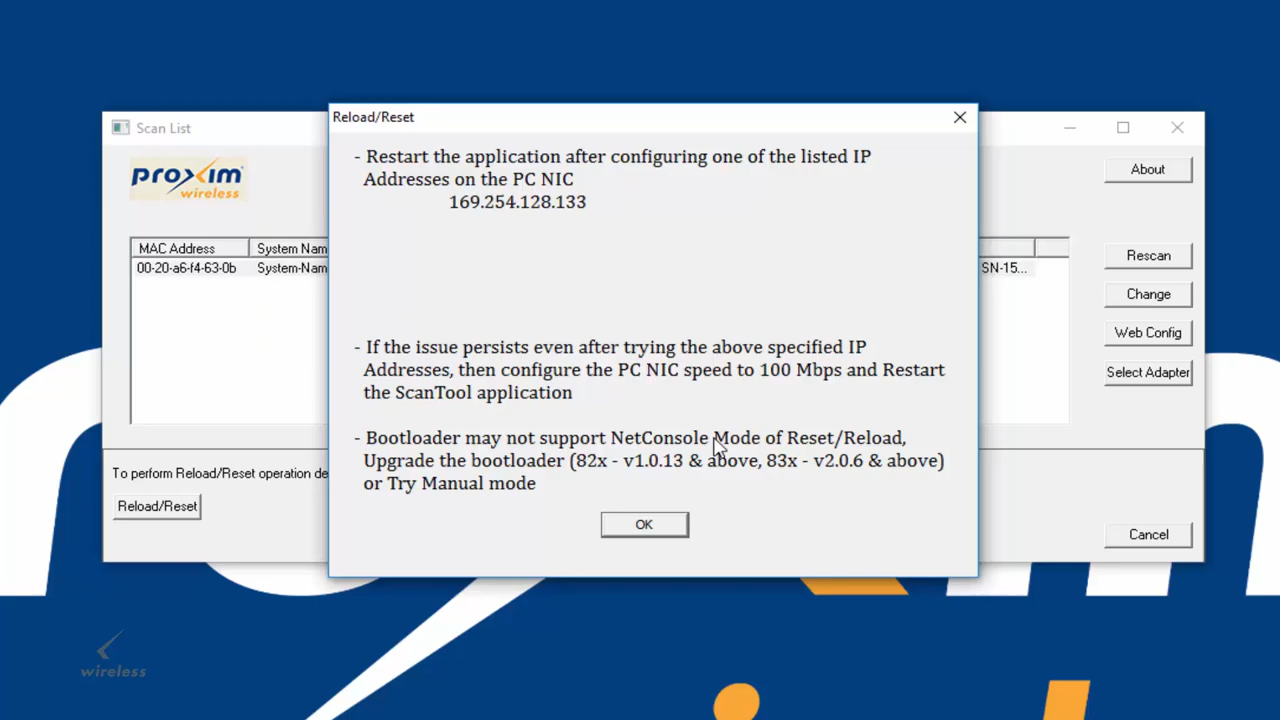 Reload/Reset
- Restart the application after configuring one of the listed IP
Addresses on the PC NIC
169.254.128.133
- If the issue persists even after trying the above specified IP
Addresses, then configure the PC NIC speed to 100 Mbps and Restart
the ScanTool application
- Bootloader may not support NetConsole Mode of Reset/Reload,
Upgrade the bootloader (82x - v1.0.13 & above, 83x - v2.0.6 & above)
or Try Manual mode
OK
Scan List
proxim
wireless
About
MAC Address System Nam
00-20-a6-f4-63-0b System-Nam SN-15...
Rescan
Change
Web Config
Select Adapter
To perform Reload/Reset operation de
Reload/Reset
Cancel
wireless